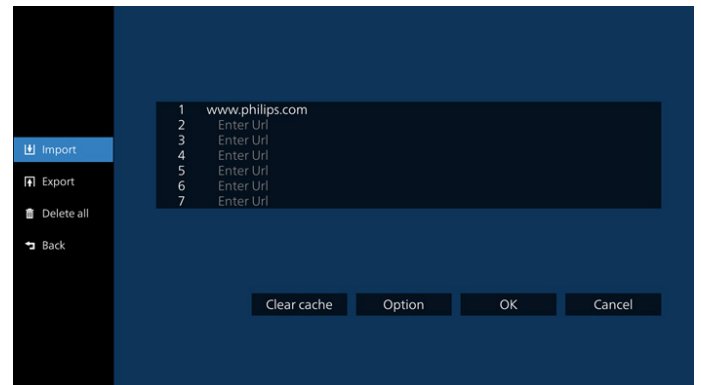 Import
Export
Delete all
Back
1 www.philips.com
2 Enter Url
3 Enter Url
4 Enter Url
5 Enter Url
6 Enter Url
7 Enter Url
Clear cache Option OK Cancel